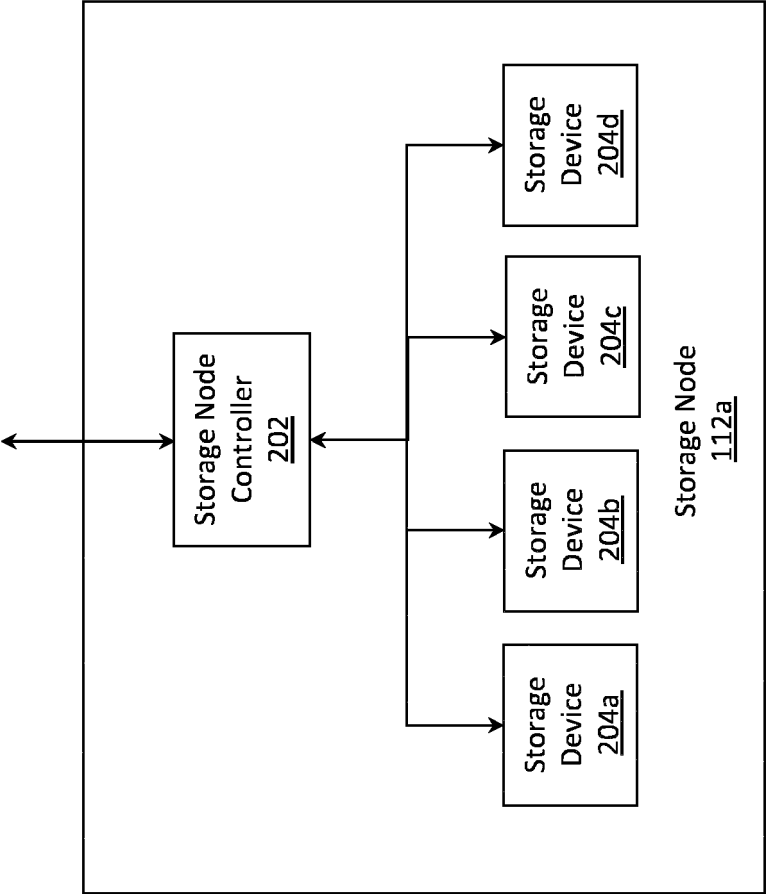 Storage Node
Controller
202
Storage
Device
204a
Storage
Device
204b
Storage
Device
204c
Storage
Device
204d
Storage Node
112a